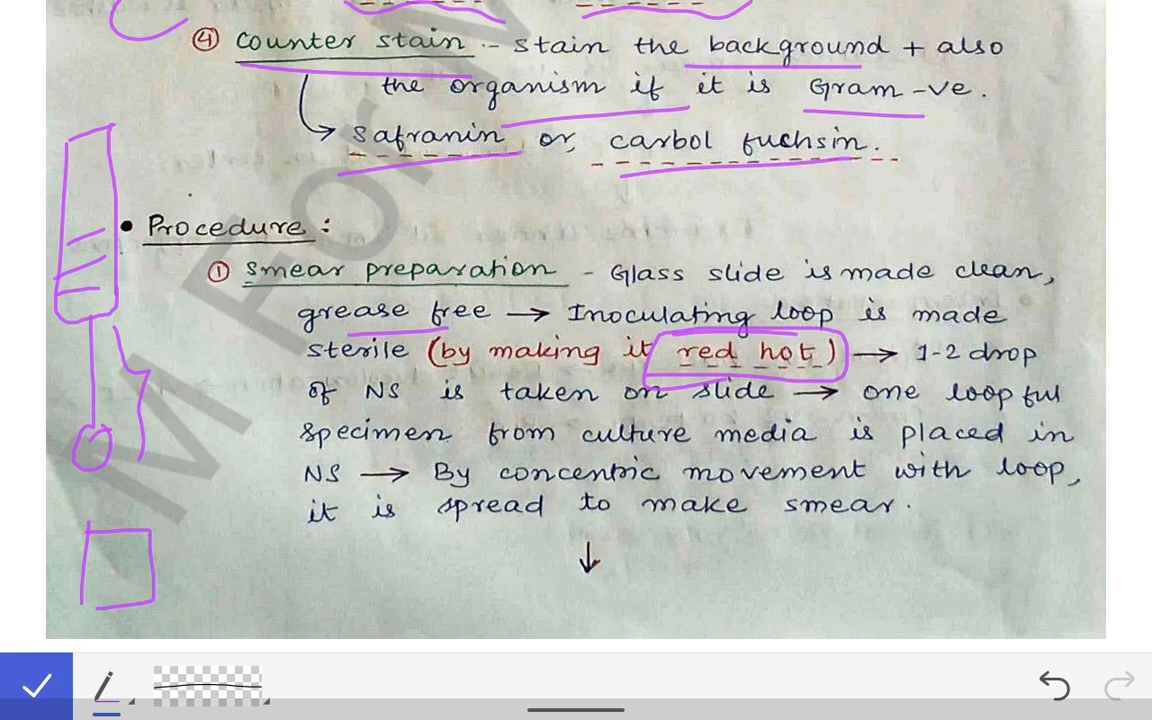 ④ Counter stain :- stain the background + also
the organism if it is Gram -ve.
→ Safranin or, carbol fuchsin.
• Procedure :
① Smear preparation - Glass slide is made clean,
grease free → Inoculating loop is made
sterile (by making it red hot) → 1-2 drop
of NS is taken on slide → one loopful
specimen from culture media is placed in
NS → By concentric movement with loop,
it is spread to make smear.
↓